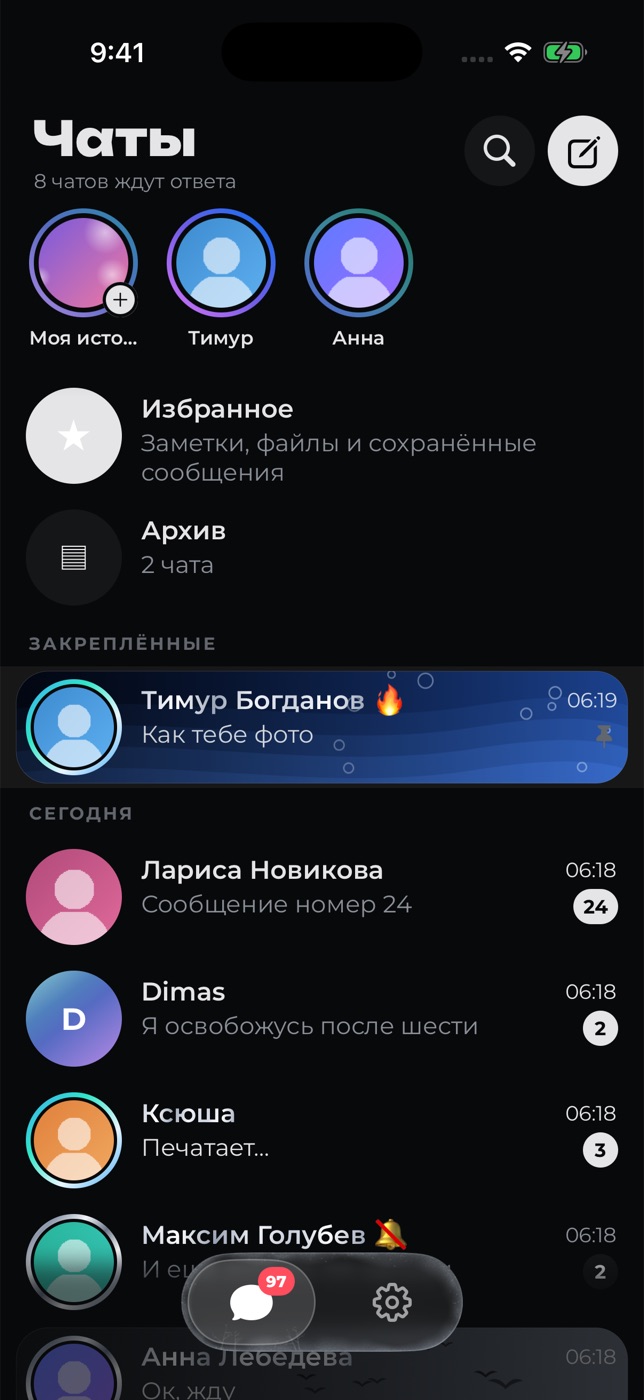 9:41
Чаты
8 чатов ждут ответа
Моя исто...
Тимур
Анна
Избранное
Заметки, файлы и сохранённые
сообщения
Архив
2 чата
ЗАКРЕПЛЁННЫЕ
Тимур Богданов 🔥 06:19
Как тебе фото
СЕГОДНЯ
Лариса Новикова 06:18
Сообщение номер 24 24
D
Dimas 06:18
Я освобожусь после шести 2
Ксюша 06:18
Печатает... 3
Максим Голубев 06:18
И 2
97
Анна Лебедева 06:18
Ок, жду